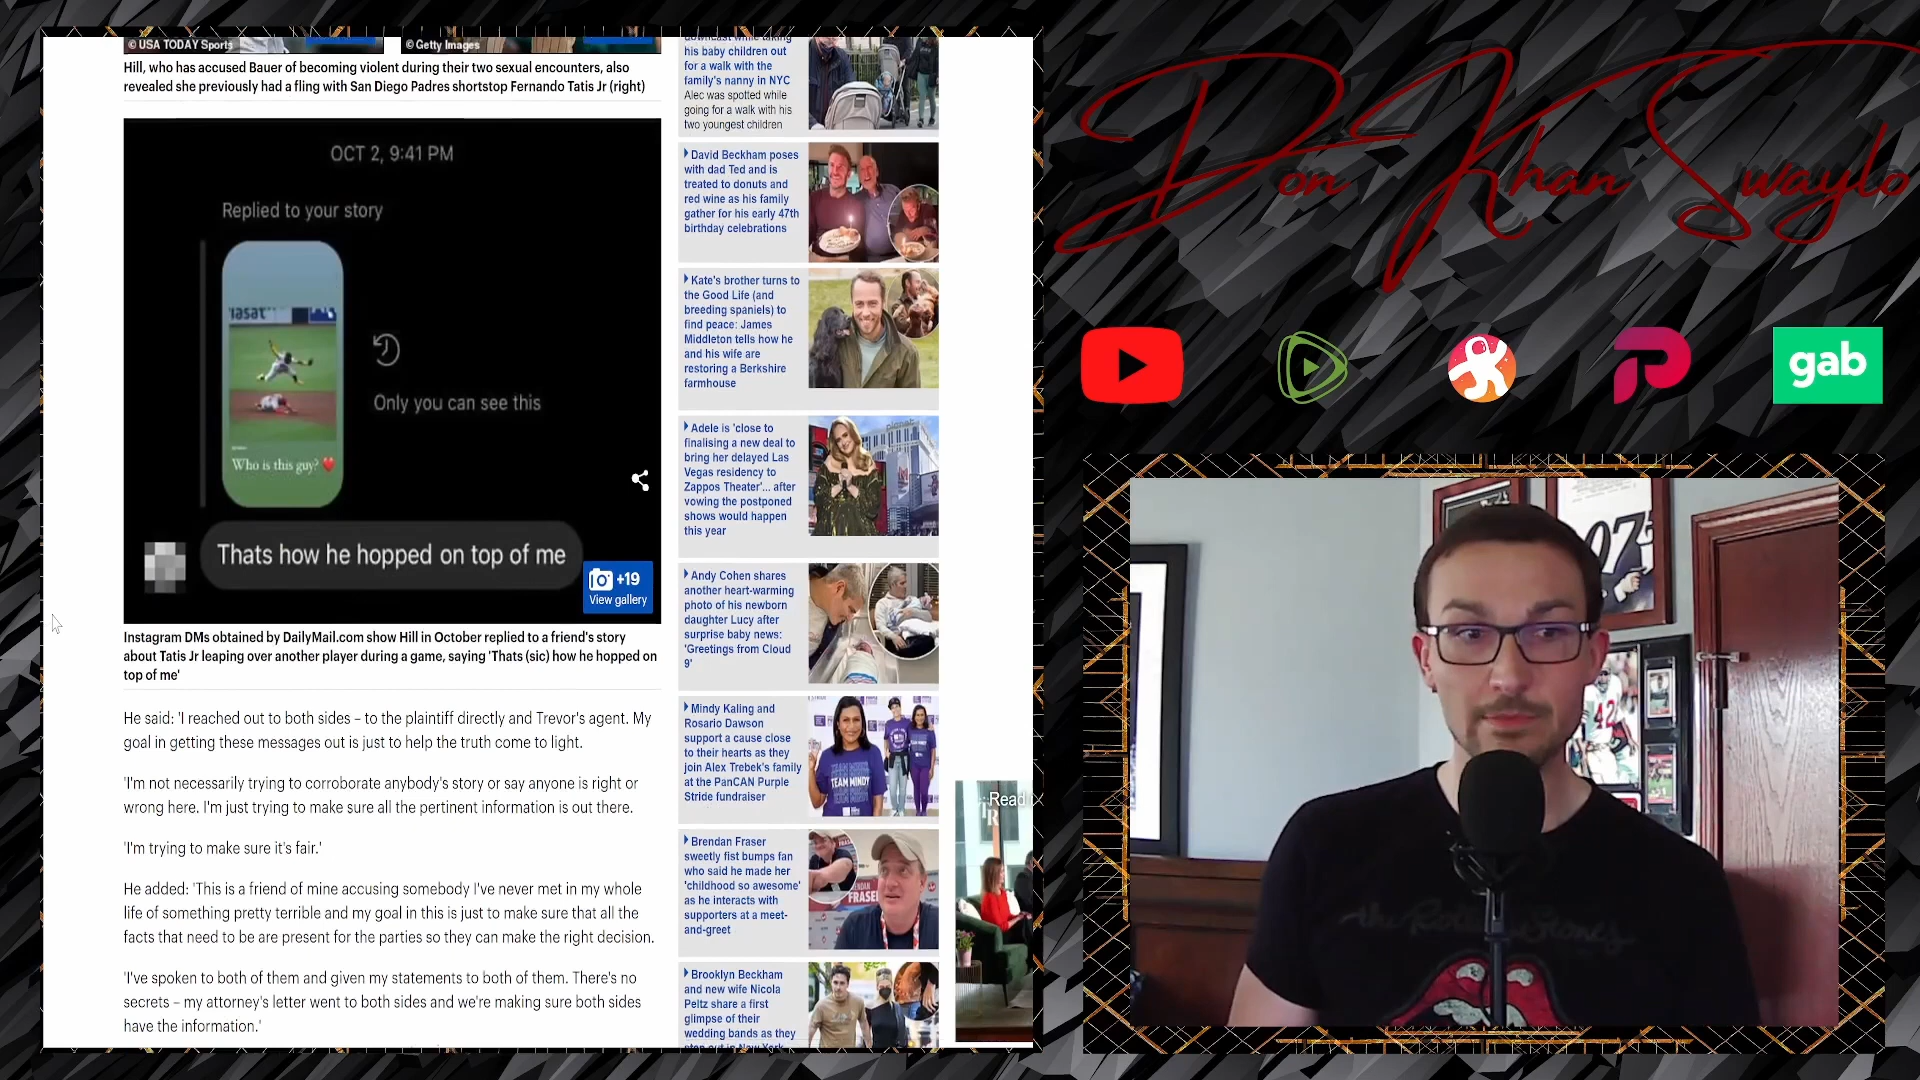 © USA TODAY Sports
© Getty Images
Hill, who has accused Bauer of becoming violent during their two sexual encounters, also
revealed she previously had a fling with San Diego Padres shortstop Fernando Tatis Jr (right)
OCT 2, 9:41 PM
Replied to your story
Only you can see this
Who is this guy? ❤️
Thats how he hopped on top of me
+19
View gallery
Instagram DMs obtained by DailyMail.com show Hill in October replied to a friend's story
about Tatis Jr leaping over another player during a game, saying 'Thats (sic) how he hopped on
top of me'
He said: 'I reached out to both sides – to the plaintiff directly and Trevor's agent. My
goal in getting these messages out is just to help the truth come to light.
'I'm not necessarily trying to corroborate anybody's story or say anyone is right or
wrong here. I'm just trying to make sure all the pertinent information is out there.
'I'm trying to make sure it's fair.'
He added: 'This is a friend of mine accusing somebody I've never met in my whole
life of something pretty terrible and my goal in this is just to make sure that all the
facts that need to be are present for the parties so they can make the right decision.
'I've spoken to both of them and given my statements to both of them. There's no
secrets – my attorney's letter went to both sides and we're making sure both sides
have the information.'
downcast while taking
his baby children out
for a walk with the
family's nanny in NYC
Alec was spotted while
going for a walk with his
two youngest children
David Beckham poses
with dad Ted and is
treated to donuts and
red wine as his family
gather for his early 47th
birthday celebrations
Kate's brother turns to
the Good Life (and
breeding spaniels) to
find peace: James
Middleton tells how he
and his wife are
restoring a Berkshire
farmhouse
Adele is 'close to
finalising a new deal to
bring her delayed Las
Vegas residency to
Zappos Theater'... after
vowing the postponed
shows would happen
this year
Andy Cohen shares
another heart-warming
photo of his newborn
daughter Lucy after
surprise baby news:
'Greetings from Cloud
9'
Mindy Kaling and
Rosario Dawson
support a cause close
to their hearts as they
join Alex Trebek's family
at the PanCAN Purple
Stride fundraiser
TEAM MINDY
Brendan Fraser
sweetly fist bumps fan
who said he made her
'childhood so awesome'
as he interacts with
supporters at a meet-
and-greet
FRASER
Brooklyn Beckham
and new wife Nicola
Peltz share a first
glimpse of their
wedding bands as they
step out in New York
Read
Don Khan Swaylo
gab
97
42